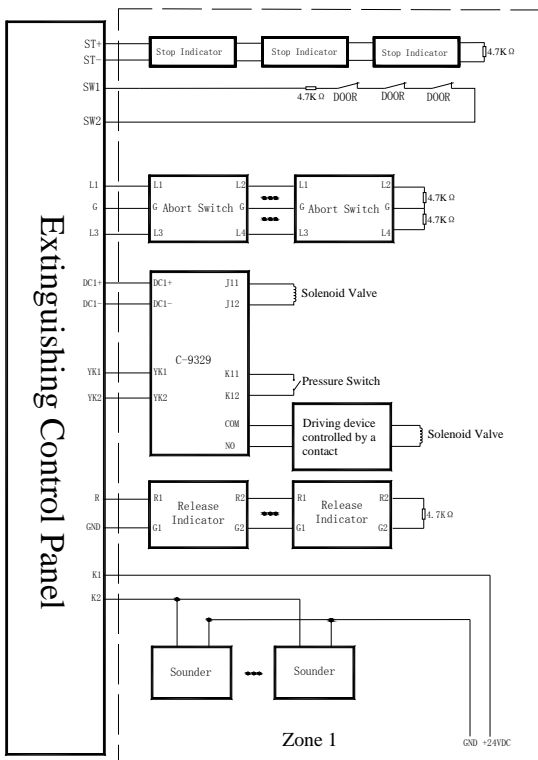 Extinguishing Control Panel
ST+
Stop Indicator
Stop Indicator
Stop Indicator
4.7KΩ
ST-
SW1
4.7KΩ
DOOR
DOOR
DOOR
SW2
L1
L1
L2
L1
L2
4.7KΩ
G
G
Abort Switch
G
G
Abort Switch
G
4.7KΩ
L3
L3
L4
L3
L4
DC1+
DC1+
J11
Solenoid Valve
DC1-
DC1-
J12
C-9329
YK1
YK1
K11
Pressure Switch
YK2
YK2
K12
COM
Driving device
controlled by a
contact
Solenoid Valve
NO
R
R1
R2
R1
R2
Release
Indicator
Release
Indicator
4.7KΩ
GND
G1
G2
G1
G2
K1
K2
Sounder
Sounder
Zone 1
GND +24VDC